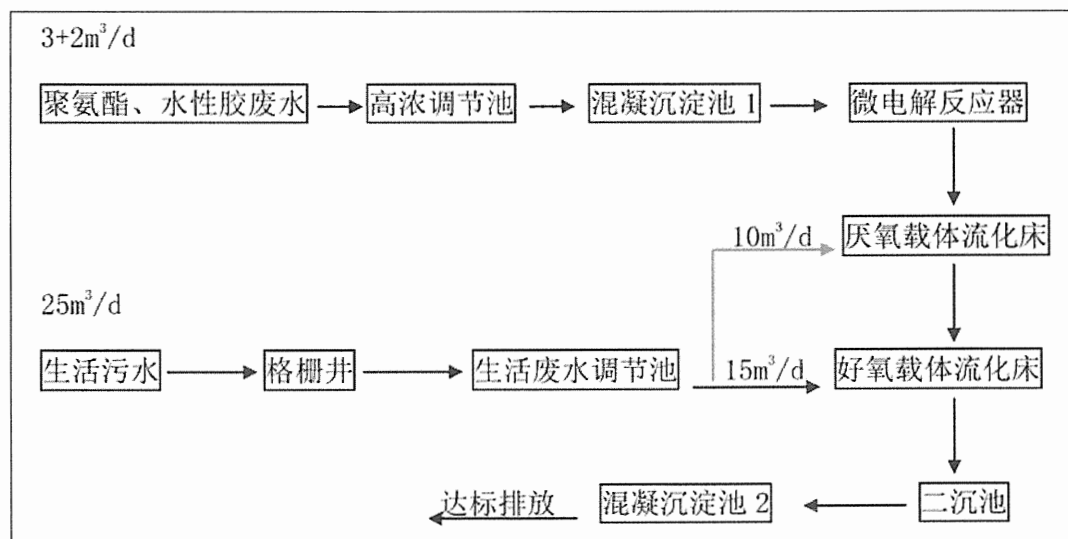 3+2m³/d
聚氨酯、水性胶废水
高浓调节池
混凝沉淀池 1
微电解反应器
10m³/d
厌氧载体流化床
25m³/d
生活污水
格栅井
生活废水调节池
15m³/d
好氧载体流化床
达标排放
混凝沉淀池 2
二沉池